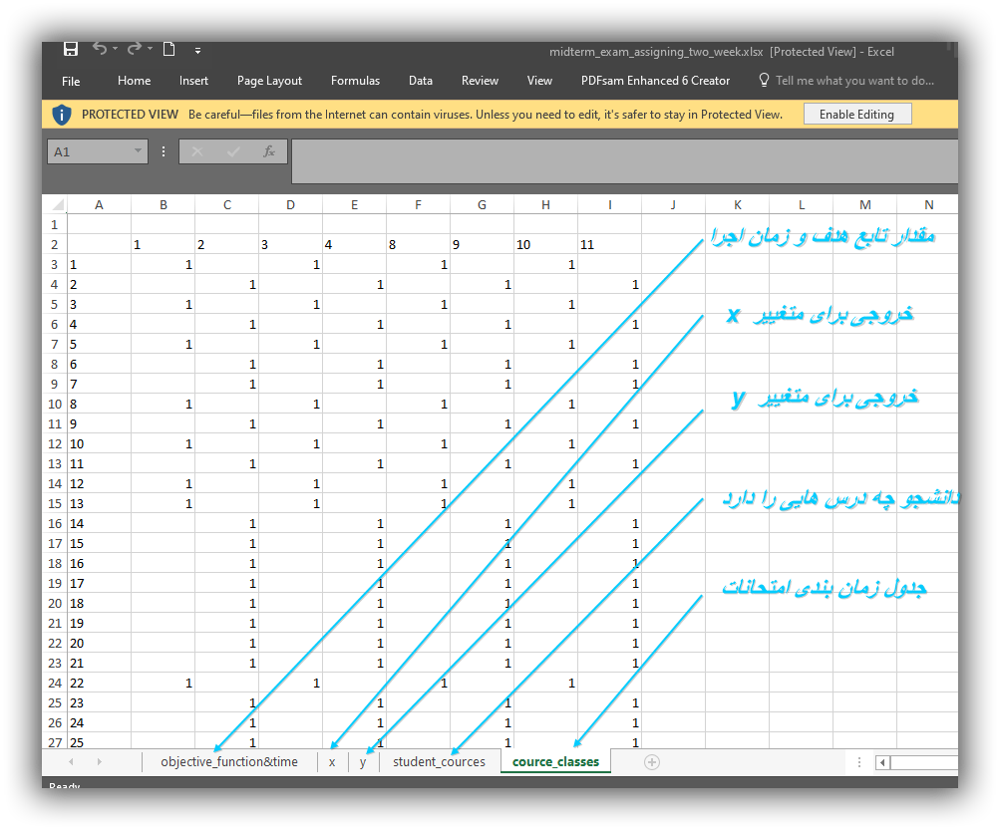 midterm_exam_assigning_two_week.xlsx [Protected View] - Excel
File Home Insert Page Layout Formulas Data Review View PDFsam Enhanced 6 Creator Tell me what you want to do...
PROTECTED VIEW Be careful—files from the Internet can contain viruses. Unless you need to edit, it's safer to stay in Protected View. Enable Editing
A1 fx
A B C D E F G H I J K L M N
1
2 1 2 3 4 8 9 10 11
مقدار تابع هدف و زمان اجرا
3 1 1 1 1 1
4 2 1 1 1 1
5 3 1 1 1 1
خروجی برای متغییر x
6 4 1 1 1 1
7 5 1 1 1 1
8 6 1 1 1 1
9 7 1 1 1 1
خروجی برای متغییر y
10 8 1 1 1 1
11 9 1 1 1 1
12 10 1 1 1 1
13 11 1 1 1 1
14 12 1 1 1 1
دانشجو چه درس هایی را دارد
15 13 1 1 1 1
16 14 1 1 1 1
17 15 1 1 1 1
18 16 1 1 1 1
19 17 1 1 1 1
جدول زمان بندی امتحانات
20 18 1 1 1 1
21 19 1 1 1 1
22 20 1 1 1 1
23 21 1 1 1 1
24 22 1 1 1 1
25 23 1 1 1 1
26 24 1 1 1 1
27 25 1 1 1 1
objective_function&time x y student_cources cource_classes
Ready